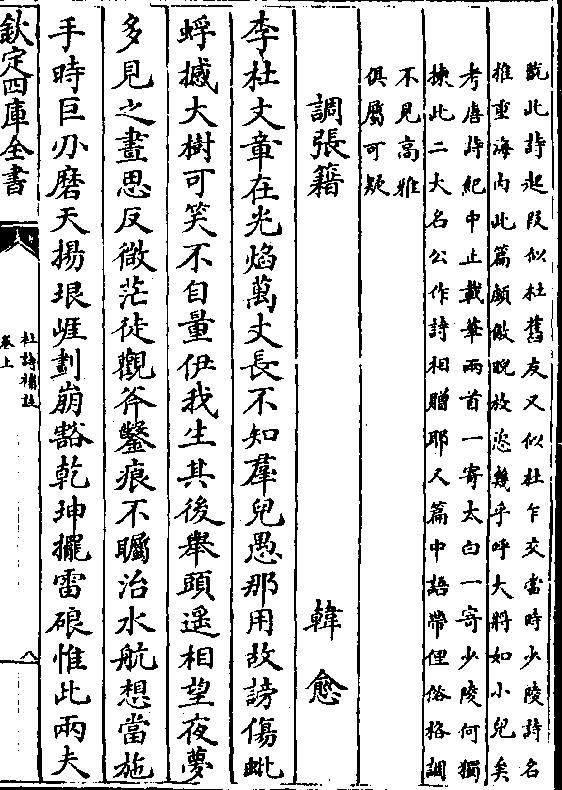 甑此詩起段似杜舊友又似杜乍交當時少陵詩名
推重海内此篇顧傲睨放恣幾乎呼大將如小兒矣
考唐詩紀中止載華兩首一寄太白一寄少陵何獨
揀此二大名公作詩相贈耶又篇中語帶俚俗格調
不見高雅
俱屬可疑
調張籍
韓愈
李杜文章在光焰萬丈長不知羣兒愚那用故謗傷蚍
蜉撼大樹可笑不自量伊我生其後舉頭遥相望夜夢
多見之晝思反微茫徒觀斧鑿痕不矚治水航想當施
手時巨刃磨天揚垠崕劃崩豁乾坤擺雷硠惟此兩夫
欽定四庫全書
杜詩補註
卷上
八